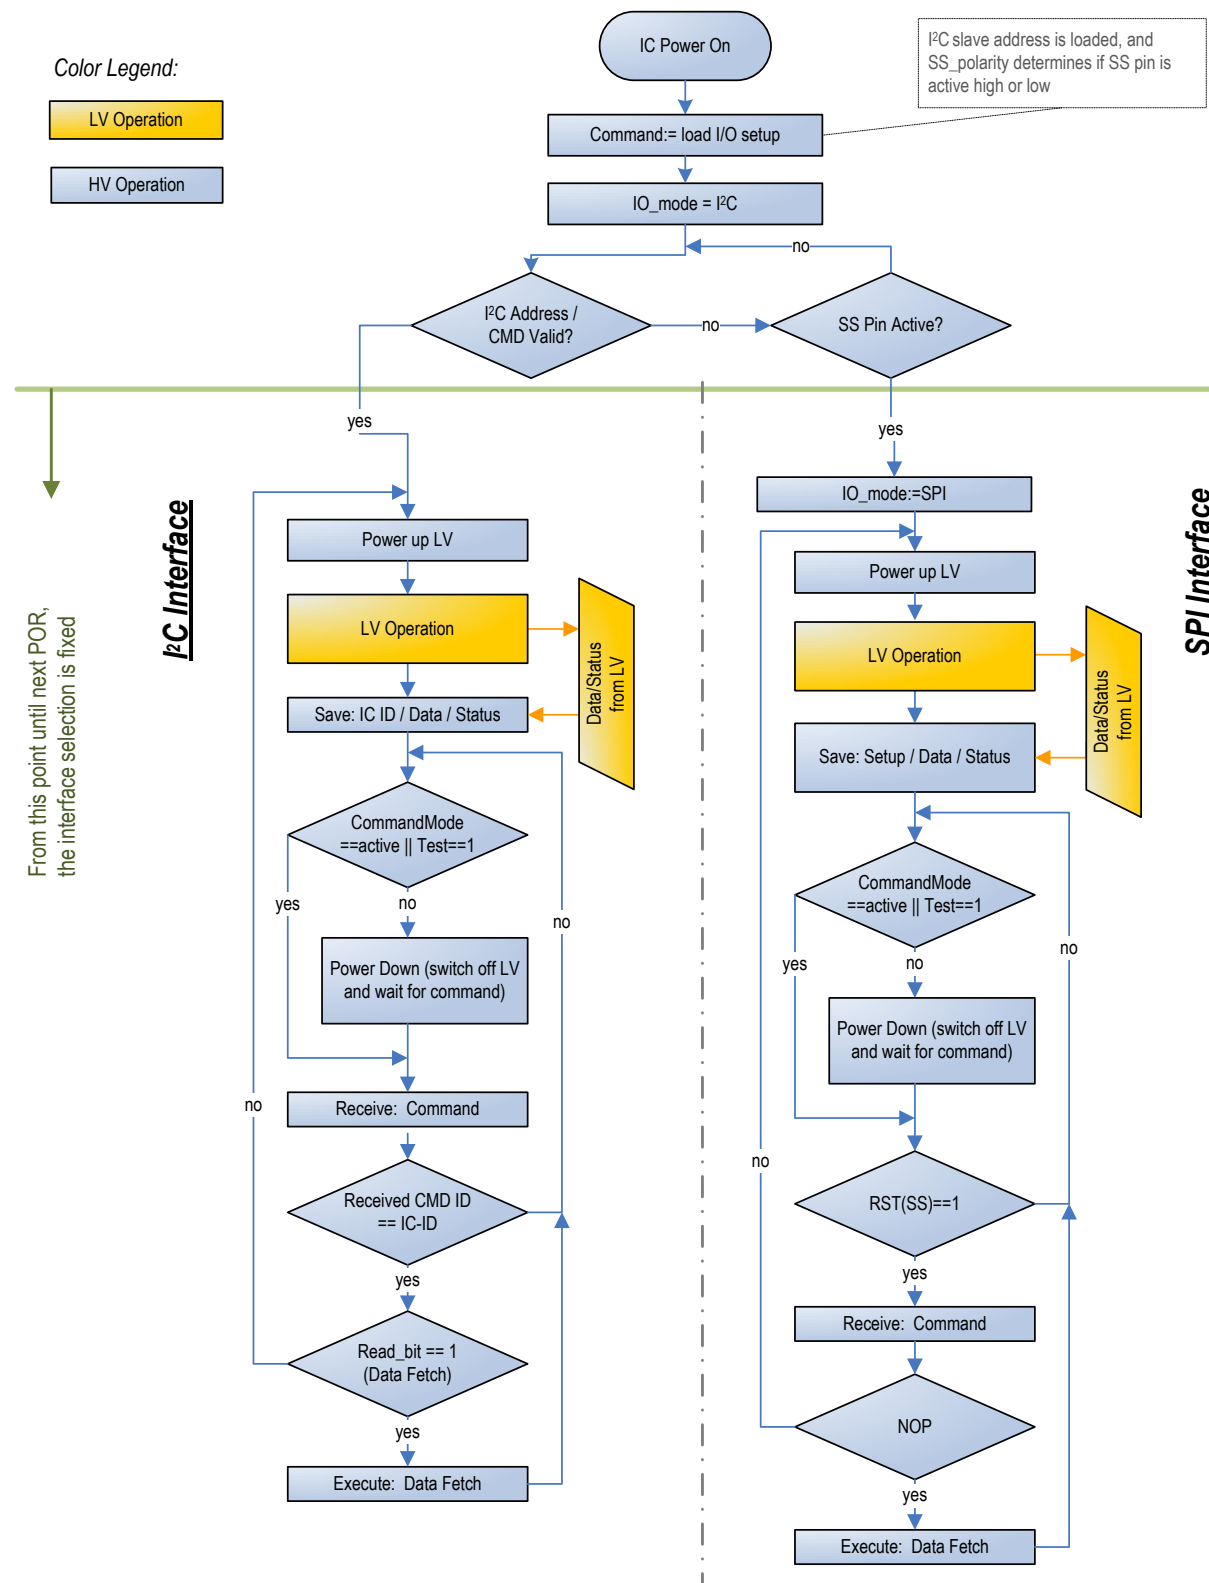 IC Power On
I²C slave address is loaded, and
SS_polarity determines if SS pin is
active high or low
Color Legend:
LV Operation
HV Operation
Command:= load I/O setup
IO_mode = I²C
no
I²C Address /
CMD Valid?
no
SS Pin Active?
yes
yes
From this point until next POR,
the interface selection is fixed
I²C Interface
Power up LV
LV Operation
Data/Status
from LV
Save: IC ID / Data / Status
CommandMode
==active || Test==1
yes
no
no
Power Down (switch off LV
and wait for command)
no
Receive: Command
Received CMD ID
== IC-ID
yes
Read_bit == 1
(Data Fetch)
yes
Execute: Data Fetch
SPI Interface
IO_mode:=SPI
Power up LV
LV Operation
Data/Status
from LV
Save: Setup / Data / Status
CommandMode
==active || Test==1
yes
no
no
Power Down (switch off LV
and wait for command)
no
RST(SS)==1
yes
Receive: Command
NOP
yes
Execute: Data Fetch